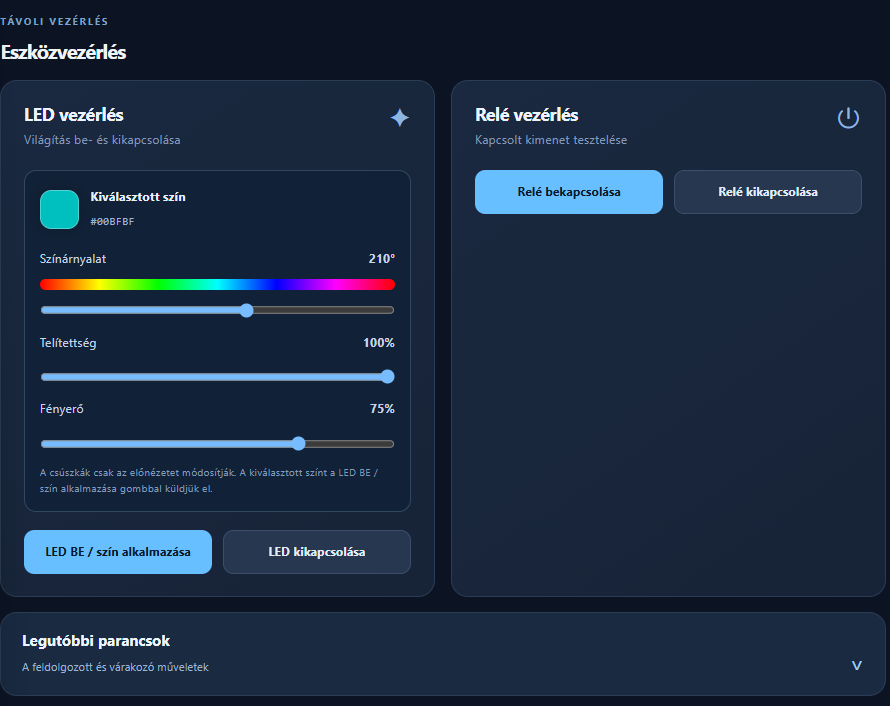 TÁVOLI VEZÉRLÉS
Eszközvezérlés
LED vezérlés
Világítás be- és kikapcsolása
Kiválasztott szín
#00BFBF
Színárnyalat 210°
Telítettség 100%
Fényerő 75%
A csúszkák csak az előnézetet módosítják. A kiválasztott színt a LED BE /
szín alkalmazása gombbal küldjük el.
LED BE / szín alkalmazása
LED kikapcsolása
Relé vezérlés
Kapcsolt kimenet tesztelése
Relé bekapcsolása
Relé kikapcsolása
Legutóbbi parancsok
A feldolgozott és várakozó műveletek